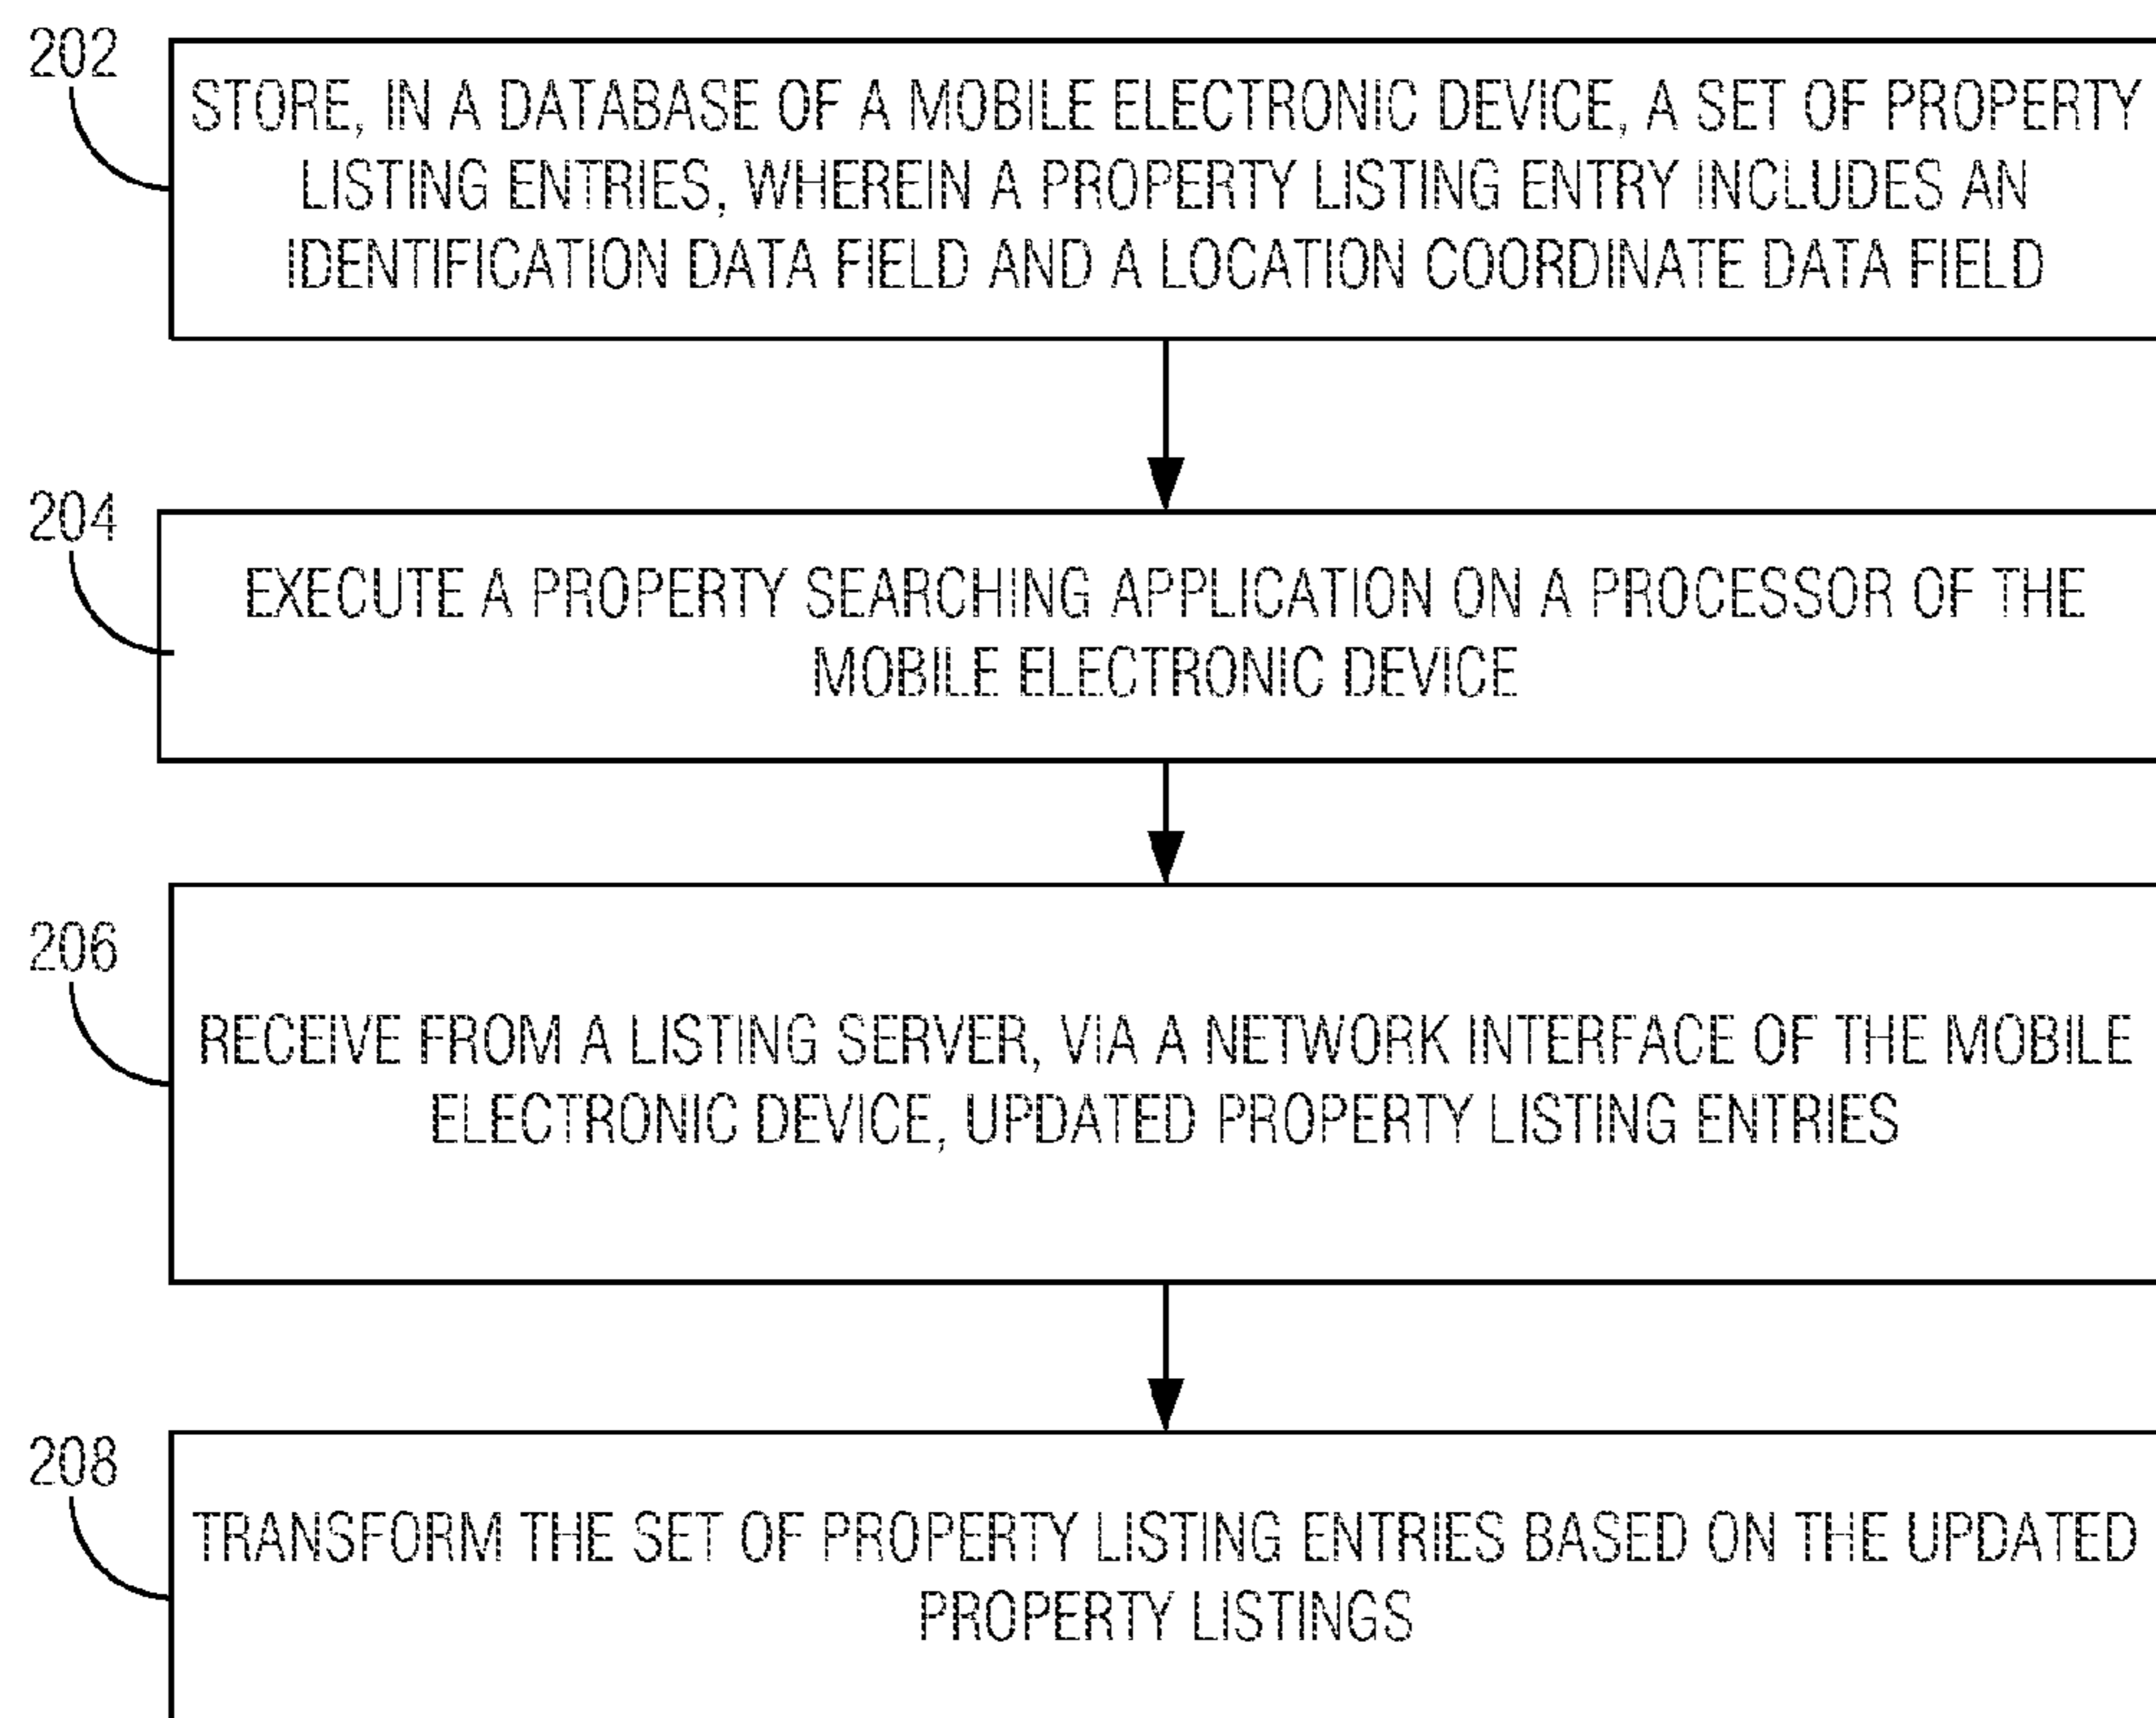 202
STORE, IN A DATABASE OF A MOBILE ELECTRONIC DEVICE, A SET OF PROPERTY
LISTING ENTRIES, WHEREIN A PROPERTY LISTING ENTRY INCLUDES AN
IDENTIFICATION DATA FIELD AND A LOCATION COORDINATE DATA FIELD
204
EXECUTE A PROPERTY SEARCHING APPLICATION ON A PROCESSOR OF THE
MOBILE ELECTRONIC DEVICE
206
RECEIVE FROM A LISTING SERVER, VIA A NETWORK INTERFACE OF THE MOBILE
ELECTRONIC DEVICE, UPDATED PROPERTY LISTING ENTRIES
208
TRANSFORM THE SET OF PROPERTY LISTING ENTRIES BASED ON THE UPDATED
PROPERTY LISTINGS